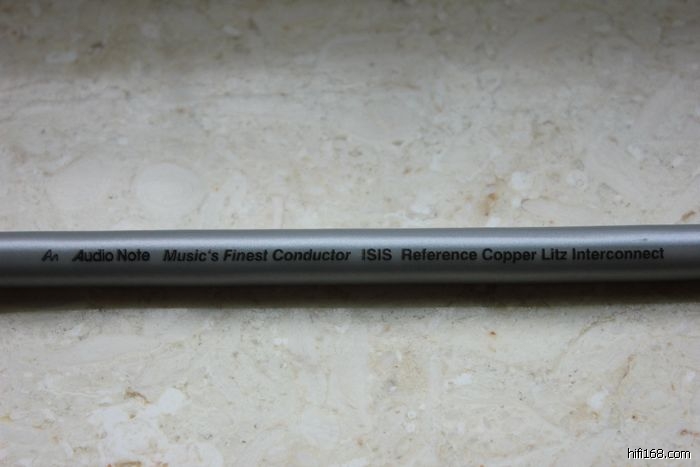 AN Audio Note Music's Finest Conductor ISIS Reference Copper Litz Interconnect
hifi168.com